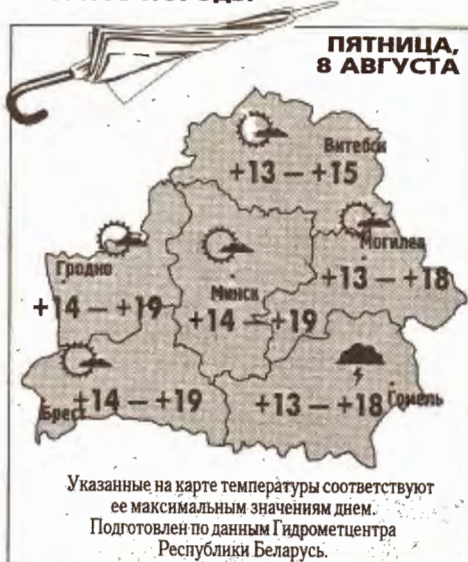 ПЯТНИЦА,
8 АВГУСТА
Витебск
+13 — +15
Могилев
+13 — +18
Гродно
+14 — +19
Минск
+14 — +19
Брест
+14 — +19
Гомель
+13 — +18
Указанные на карте температуры соответствуют
ее максимальным значениям днем.
Подготовлен по данным Гидрометцентра
Республики Беларусь.